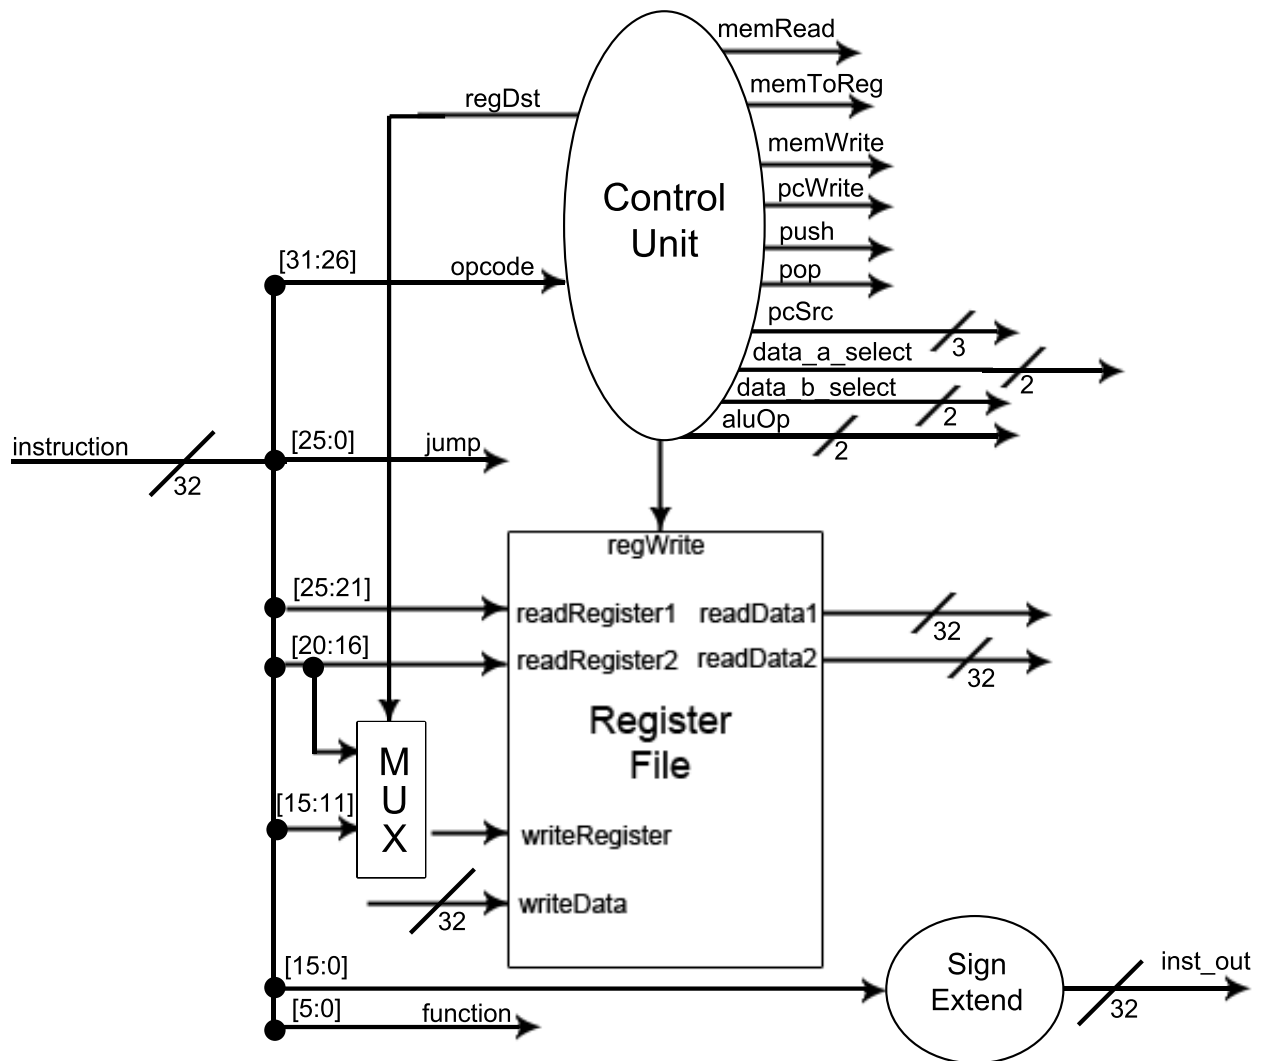 memRead
memToReg
regDst
memWrite
Control
Unit
pcWrite
push
pop
[31:26]
opcode
pcSrc
3
data_a_select
2
data_b_select
2
aluOp
2
instruction
32
[25:0]
jump
regWrite
[25:21]
readRegister1
readData1
32
[20:16]
readRegister2
readData2
32
Register
File
M
U
X
[15:11]
writeRegister
writeData
32
[15:0]
Sign
Extend
inst_out
32
[5:0]
function